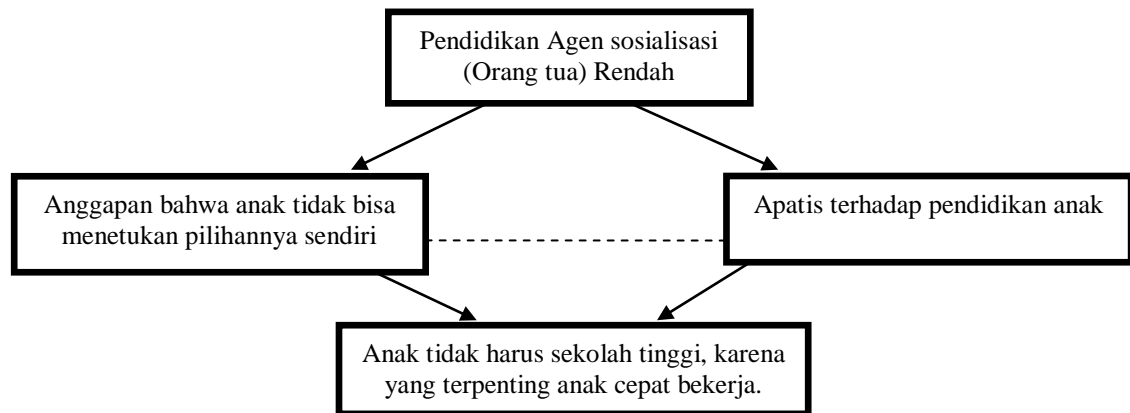 Pendidikan Agen sosialisasi
(Orang tua) Rendah
Anggapan bahwa anak tidak bisa
menetukan pilihannya sendiri
Apatis terhadap pendidikan anak
Anak tidak harus sekolah tinggi, karena
yang terpenting anak cepat bekerja.